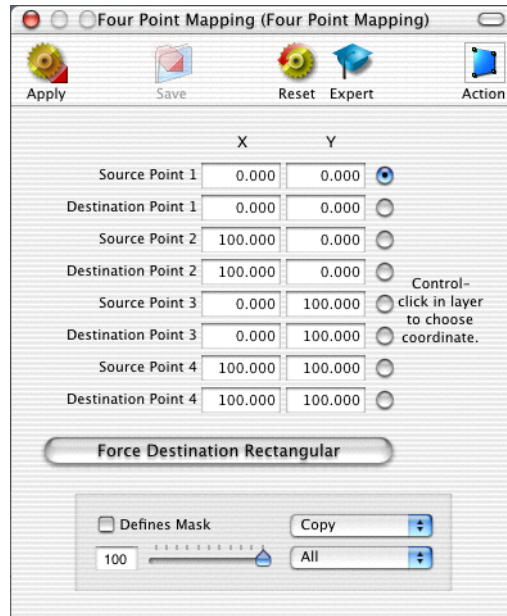 Four Point Mapping (Four Point Mapping)
Apply Save Reset Expert Action
X Y
Source Point 1 0.000 0.000
Destination Point 1 0.000 0.000
Source Point 2 100.000 0.000
Destination Point 2 100.000 0.000
Source Point 3 0.000 100.000
Destination Point 3 0.000 100.000
Source Point 4 100.000 100.000
Destination Point 4 100.000 100.000
Control-
click in layer
to choose
coordinate.
Force Destination Rectangular
Defines Mask Copy
100 All